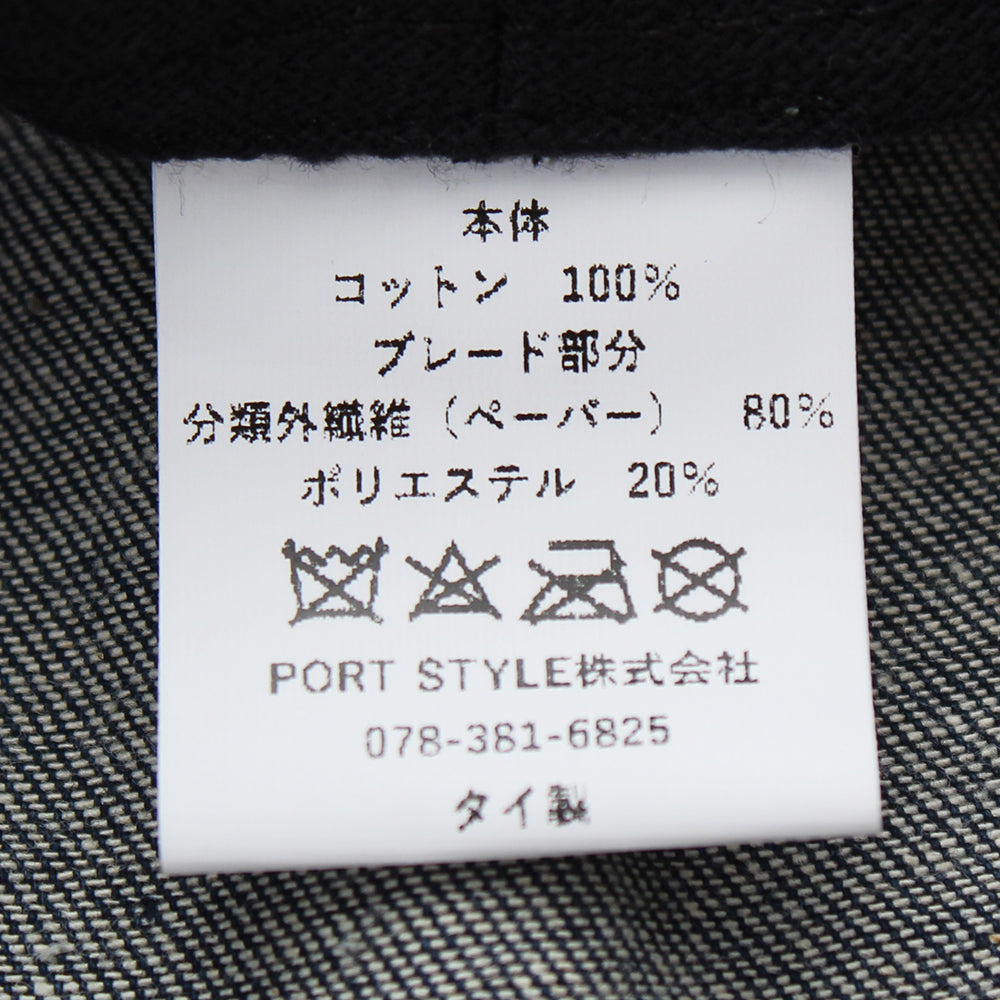 本体
コットン　100%
ブレード部分
分類外繊維（ペーパー）　80%
ポリエステル　20%
PORT STYLE株式会社
078-381-6825
タイ製